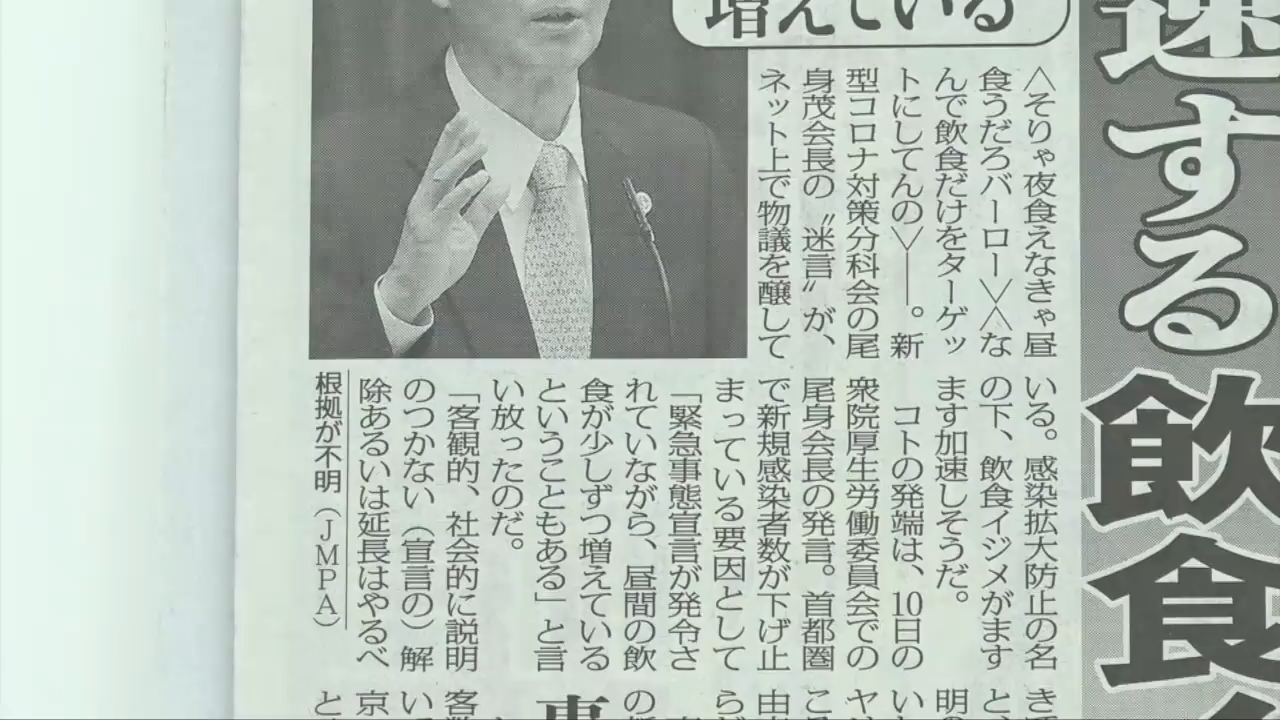 速する飲食
増えている
〈そりゃ夜食えなきゃ昼
食うだろバーロー〉〈な
んで飲食だけをターゲッ
トにしてんの〉――。新
型コロナ対策分科会の尾
身茂会長の〝迷言〟が、
ネット上で物議を醸して
いる。感染拡大防止の名
の下、飲食イジメがます
ます加速しそうだ。
コトの発端は、10日の
衆院厚生労働委員会での
尾身会長の発言。首都圏
で新規感染者数が下げ止
まっている要因として
「緊急事態宣言が発令さ
れていながら、昼間の飲
食が少しずつ増えている
ということもある」と言
い放ったのだ。
「客観的、社会的に説明
のつかない（宣言の）解
除あるいは延長はやるべ
根拠が不明（ＪＭＰＡ）